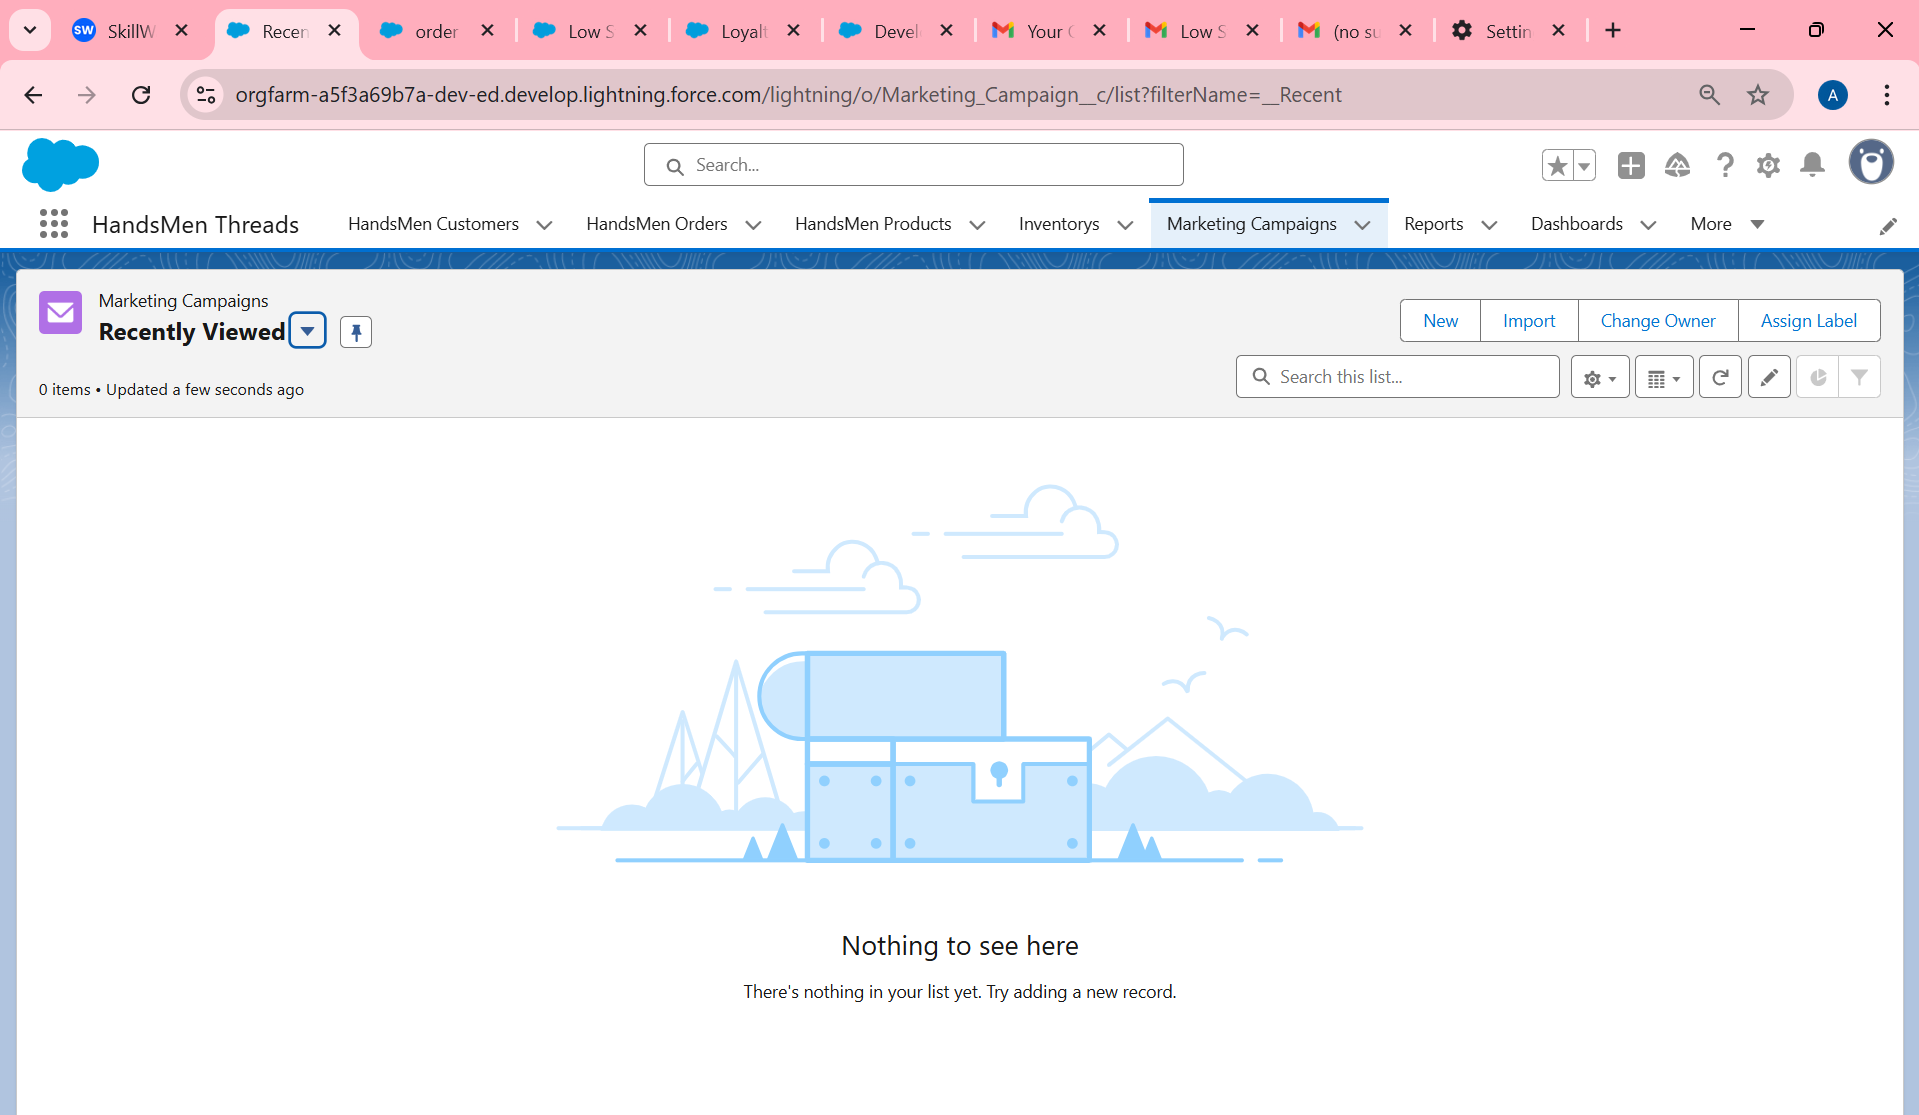 SW SkillW
Recen
order
Low S
Loyalt
Devel
Your
Low S
(no su
Settin
orgfarm-a5f3a69b7a-dev-ed.develop.lightning.force.com/lightning/o/Marketing_Campaign__c/list?filterName=__Recent
A
Search...
HandsMen Threads HandsMen Customers HandsMen Orders HandsMen Products Inventorys Marketing Campaigns Reports Dashboards More
Marketing Campaigns
Recently Viewed
New Import Change Owner Assign Label
0 items • Updated a few seconds ago
Search this list...
Nothing to see here
There's nothing in your list yet. Try adding a new record.